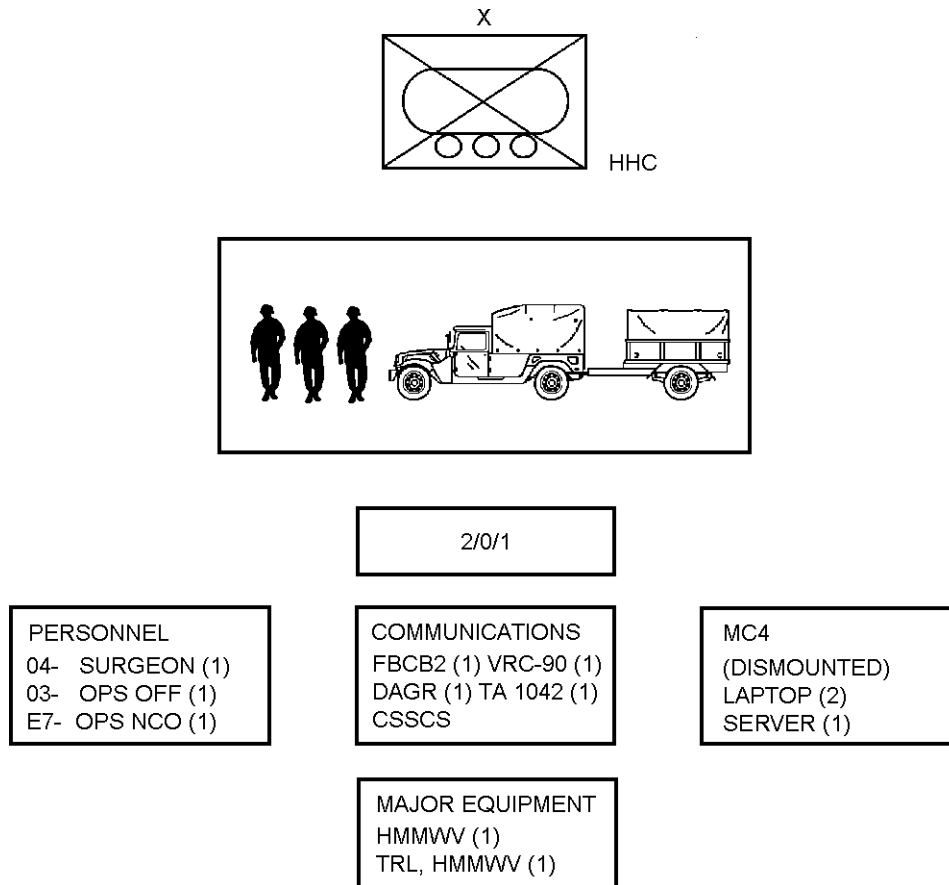 X
HHC
2/0/1
PERSONNEL
04- SURGEON (1)
03- OPS OFF (1)
E7- OPS NCO (1)
COMMUNICATIONS
FBCB2 (1) VRC-90 (1)
DAGR (1) TA 1042 (1)
CSSCS
MC4
(DISMOUNTED)
LAPTOP (2)
SERVER (1)
MAJOR EQUIPMENT
HMMWV (1)
TRL, HMMWV (1)